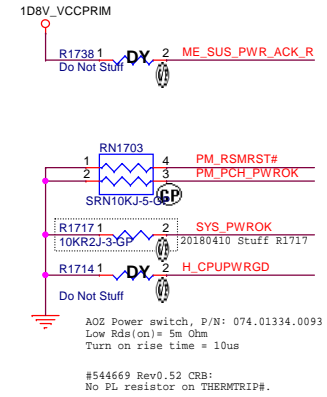 1D8V_VCCPRIM
R1738 1 DY 2 ME_SUS_PWR_ACK_R
Do Not Stuff
RN1703
1 4 PM_RSMRST#
2 3 PM_PCH_PWROK
SRN10KJ-5-GP
R1717 1 2 SYS_PWROK
10KR2J-3-GP 20180410 Stuff R1717
R1714 1 DY 2 H_CPUPWRGD
Do Not Stuff
AOZ Power switch, P/N: 074.01334.0093
Low Rds(on)= 5m Ohm
Turn on rise time = 10us
#544669 Rev0.52 CRB:
No PL resistor on THERMTRIP#.